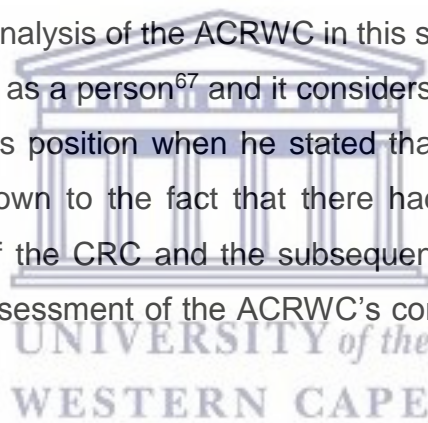 nalysis of the ACRWC in this s
as a person67 and it considers
s position when he stated tha
own to the fact that there had
f the CRC and the subsequen
sessment of the ACRWC’s con
UNIVERSITY of the
WESTERN CAPE